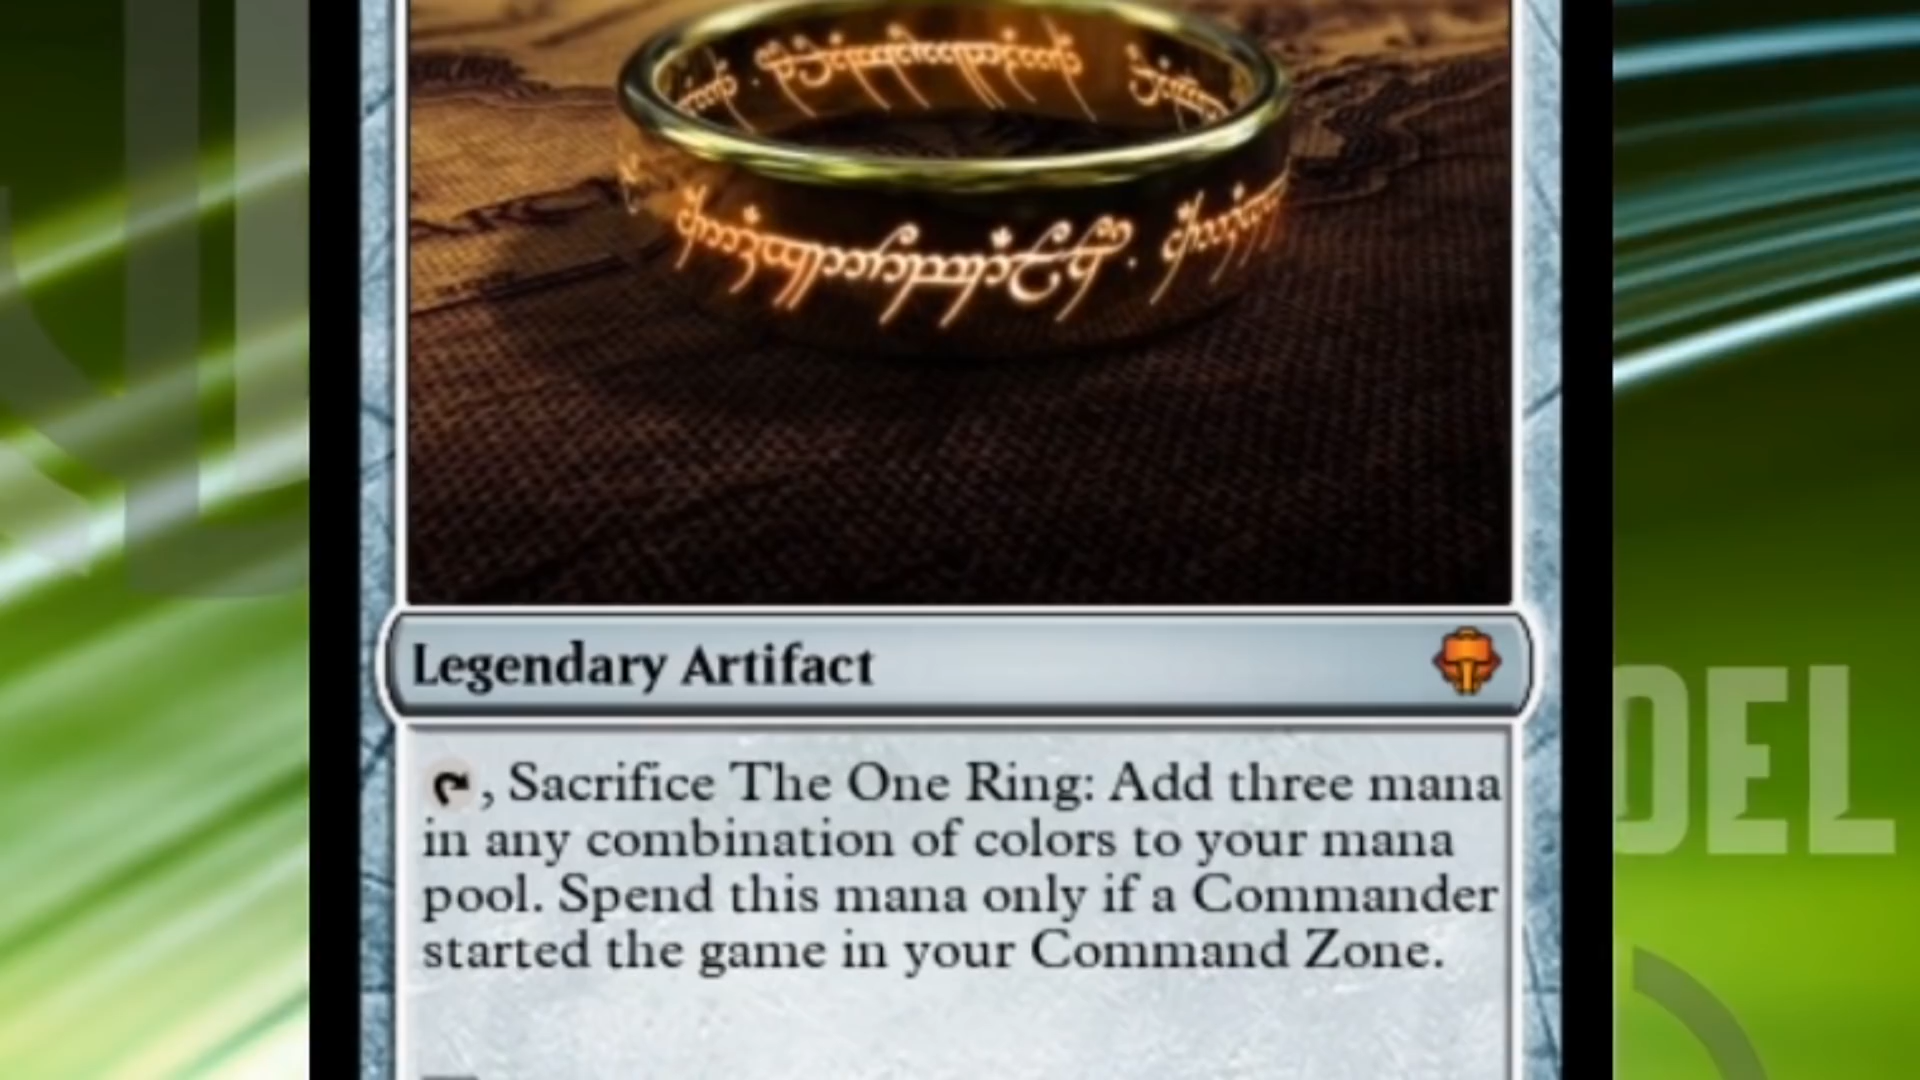 Legendary Artifact
, Sacrifice The One Ring: Add three mana
in any combination of colors to your mana
pool. Spend this mana only if a Commander
started the game in your Command Zone.
DEL